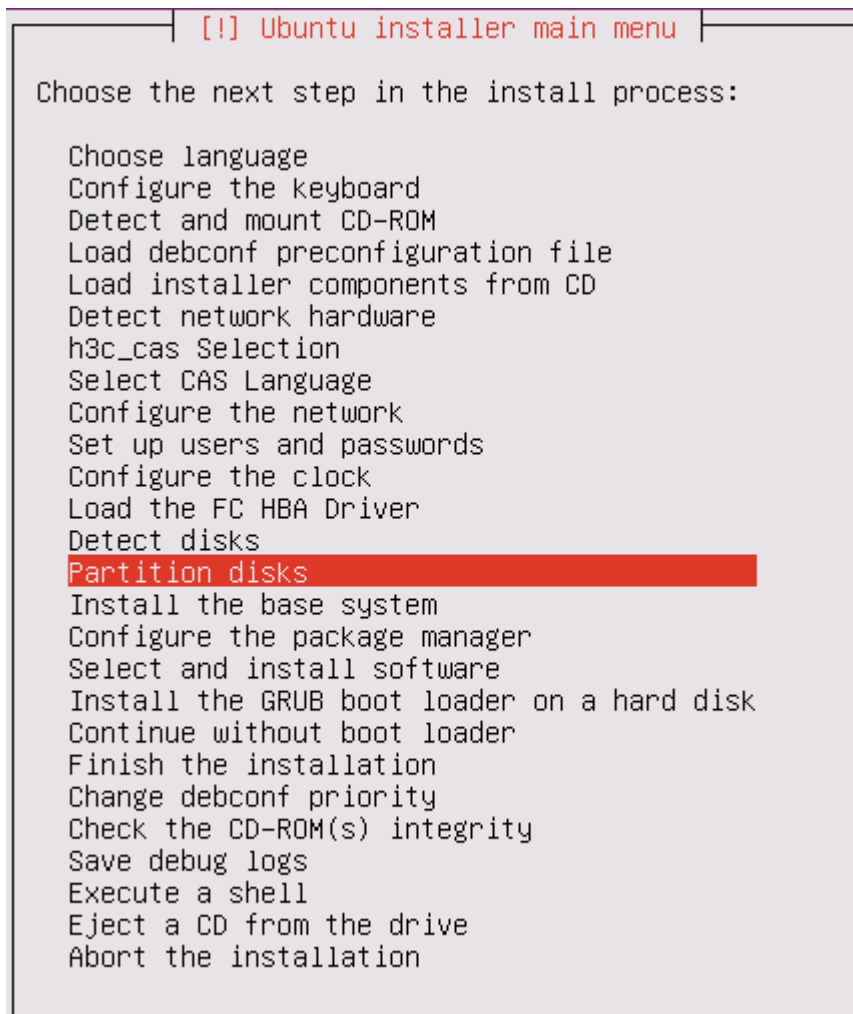 [!] Ubuntu installer main menu
Choose the next step in the install process:
Choose language
Configure the keyboard
Detect and mount CD-ROM
Load debconf preconfiguration file
Load installer components from CD
Detect network hardware
h3c_cas Selection
Select CAS Language
Configure the network
Set up users and passwords
Configure the clock
Load the FC HBA Driver
Detect disks
Partition disks
Install the base system
Configure the package manager
Select and install software
Install the GRUB boot loader on a hard disk
Continue without boot loader
Finish the installation
Change debconf priority
Check the CD-ROM(s) integrity
Save debug logs
Execute a shell
Eject a CD from the drive
Abort the installation